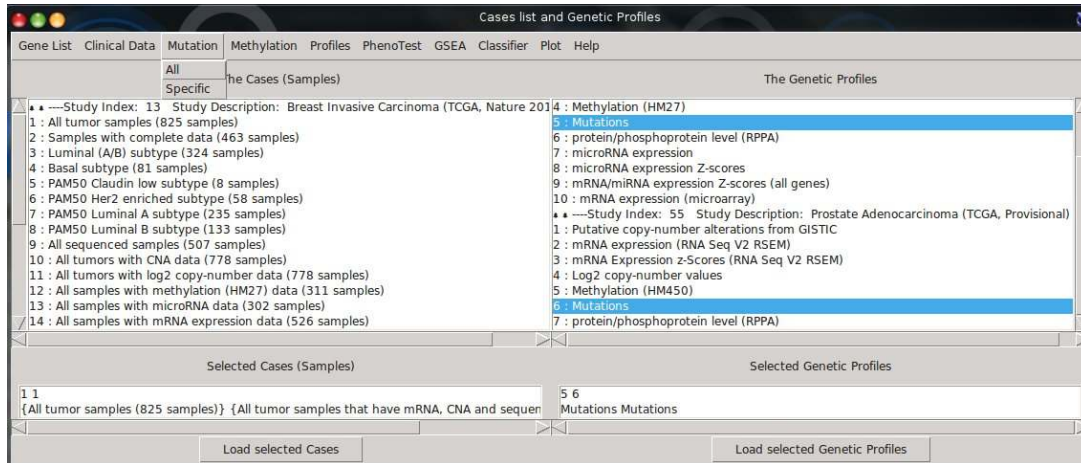 Cases list and Genetic Profiles
Gene List Clinical Data Mutation Methylation Profiles PhenoTest GSEA Classifier Plot Help
All
Specific
he Cases (Samples)
----Study Index: 13 Study Description: Breast Invasive Carcinoma (TCGA, Nature 201
1 : All tumor samples (825 samples)
2 : Samples with complete data (463 samples)
3 : Luminal (A/B) subtype (324 samples)
4 : Basal subtype (81 samples)
5 : PAM50 Claudin low subtype (8 samples)
6 : PAM50 Her2 enriched subtype (58 samples)
7 : PAM50 Luminal A subtype (235 samples)
8 : PAM50 Luminal B subtype (133 samples)
9 : All sequenced samples (507 samples)
10 : All tumors with CNA data (778 samples)
11 : All tumors with log2 copy-number data (778 samples)
12 : All samples with methylation (HM27) data (311 samples)
13 : All samples with microRNA data (302 samples)
14 : All samples with mRNA expression data (526 samples)
The Genetic Profiles
4 : Methylation (HM27)
5 : Mutations
6 : protein/phosphoprotein level (RPPA)
7 : microRNA expression
8 : microRNA expression Z-scores
9 : mRNA/miRNA expression Z-scores (all genes)
10 : mRNA expression (microarray)
----Study Index: 55 Study Description: Prostate Adenocarcinoma (TCGA, Provisional)
1 : Putative copy-number alterations from GISTIC
2 : mRNA expression (RNA Seq V2 RSEM)
3 : mRNA Expression z-Scores (RNA Seq V2 RSEM)
4 : Log2 copy-number values
5 : Methylation (HM450)
6 : Mutations
7 : protein/phosphoprotein level (RPPA)
Selected Cases (Samples)
1 1
{All tumor samples (825 samples)} {All tumor samples that have mRNA, CNA and sequen
Load selected Cases
Selected Genetic Profiles
5 6
Mutations Mutations
Load selected Genetic Profiles